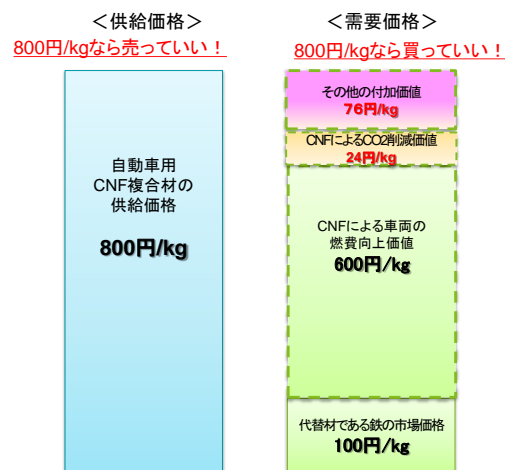 ＜供給価格＞
800円/kgなら売っていい！
自動車用
CNF複合材の
供給価格
800円/kg
＜需要価格＞
800円/kgなら買っていい！
その他の付加価値
76円/kg
CNFによるCO2削減価値
24円/kg
CNFによる車両の
燃費向上価値
600円/kg
代替材である鉄の市場価格
100円/kg